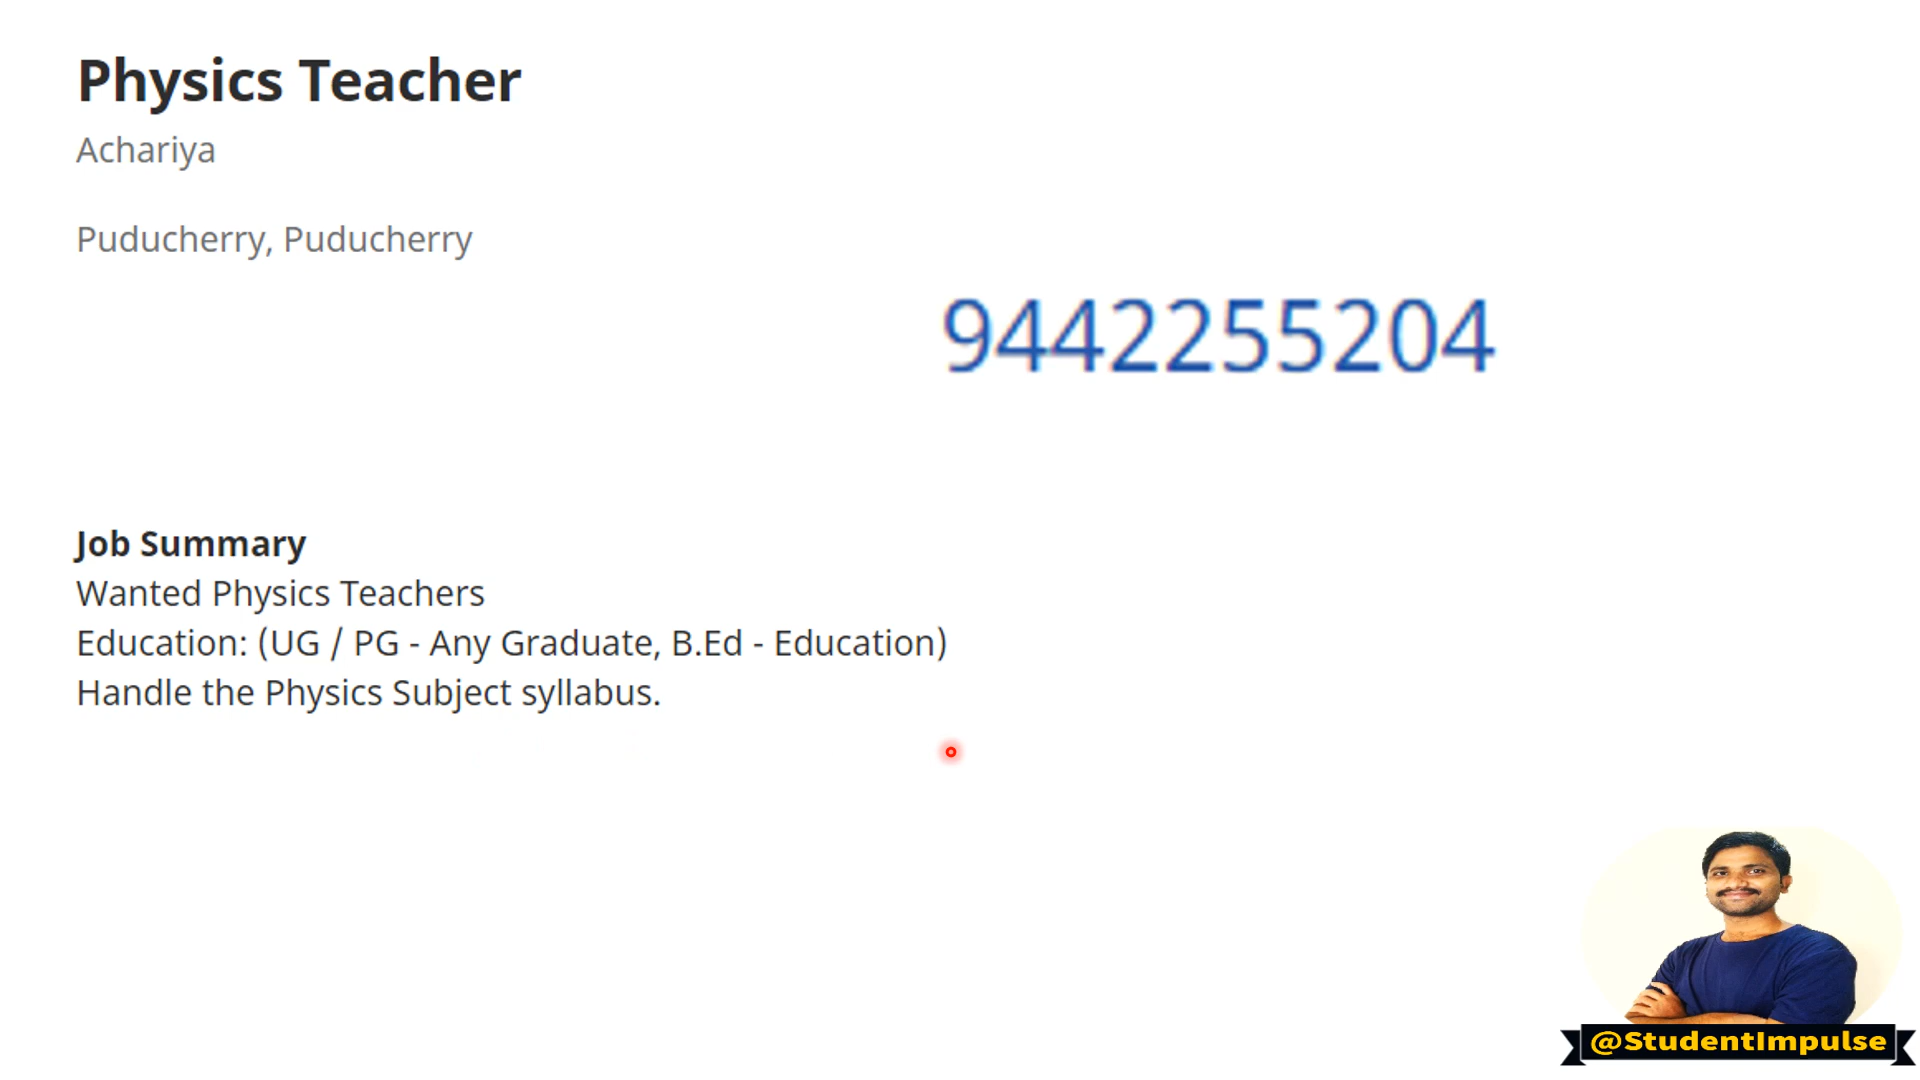 Physics Teacher
Achariya
Puducherry, Puducherry
9442255204
Job Summary
Wanted Physics Teachers
Education: (UG / PG - Any Graduate, B.Ed - Education)
Handle the Physics Subject syllabus.
@StudentImpulse